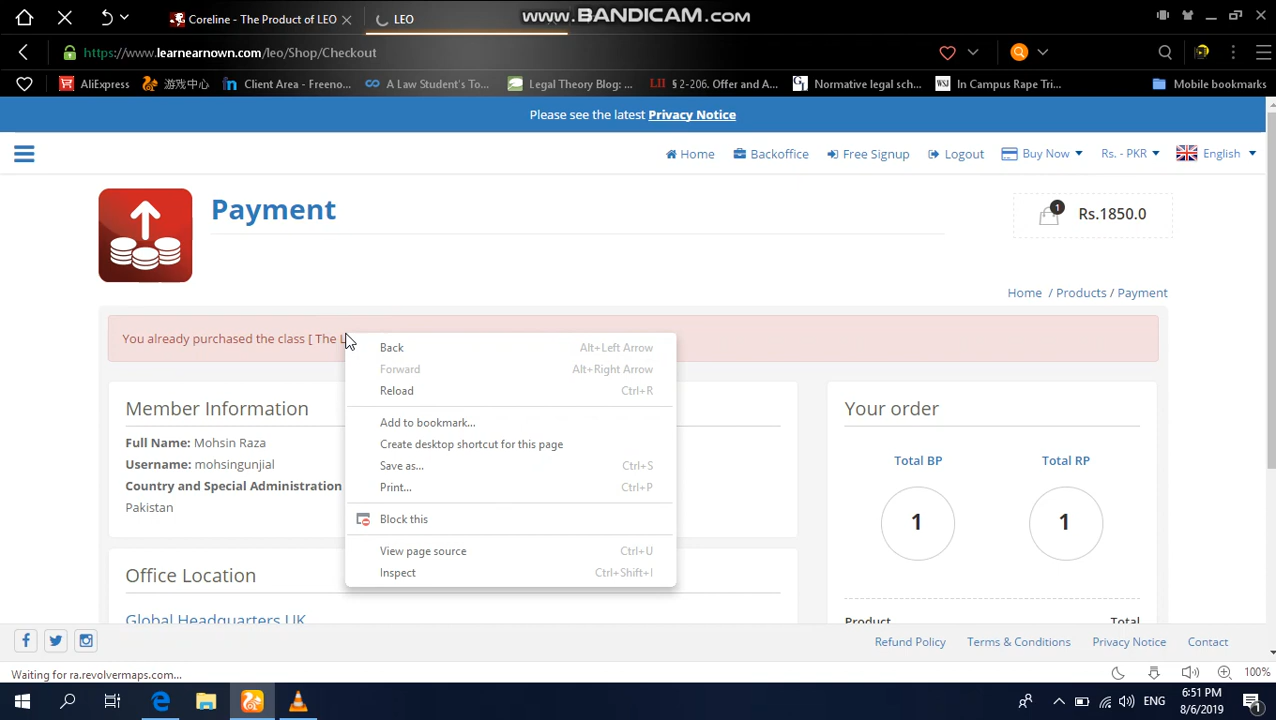 www.BANDICAM.com
Coreline - The Product of LEO
LEO
https://www.learnearnown.com/leo/Shop/Checkout
AliExpress 游戏中心 Client Area - Freeno... A Law Student's To... Legal Theory Blog: ... LII § 2-206. Offer and A... Normative legal sch... WSJ In Campus Rape Tri... Mobile bookmarks
Please see the latest Privacy Notice
Home Backoffice Free Signup Logout Buy Now Rs. - PKR English
Payment
1 Rs.1850.0
Home / Products / Payment
You already purchased the class [ The L
Back Alt+Left Arrow
Forward Alt+Right Arrow
Reload Ctrl+R
Add to bookmark...
Create desktop shortcut for this page
Save as... Ctrl+S
Print... Ctrl+P
Block this
View page source Ctrl+U
Inspect Ctrl+Shift+I
Member Information
Full Name: Mohsin Raza
Username: mohsingunjial
Country and Special Administration
Pakistan
Office Location
Global Headquarters UK
Your order
Total BP Total RP
1 1
Product Total
Refund Policy Terms & Conditions Privacy Notice Contact
Waiting for ra.revolvermaps.com...
100%
ENG
6:51 PM
8/6/2019
1